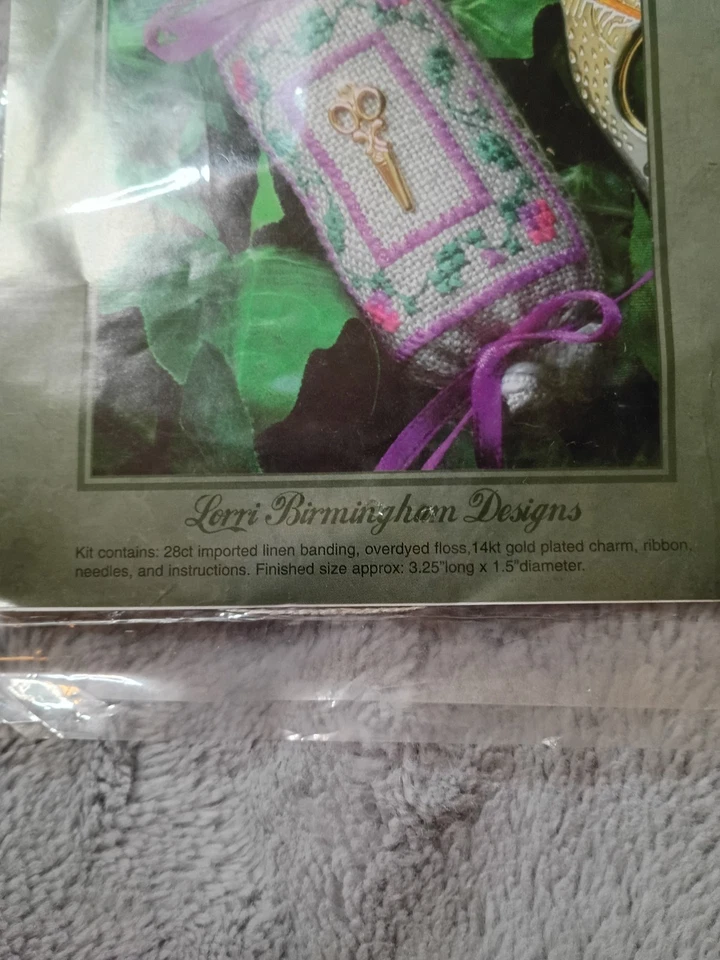 Lorri Birmingham Designs
Kit contains: 28ct imported linen banding, overdyed floss,14kt gold plated charm, ribbon,
needles, and instructions. Finished size approx: 3.25"long x 1.5"diameter.